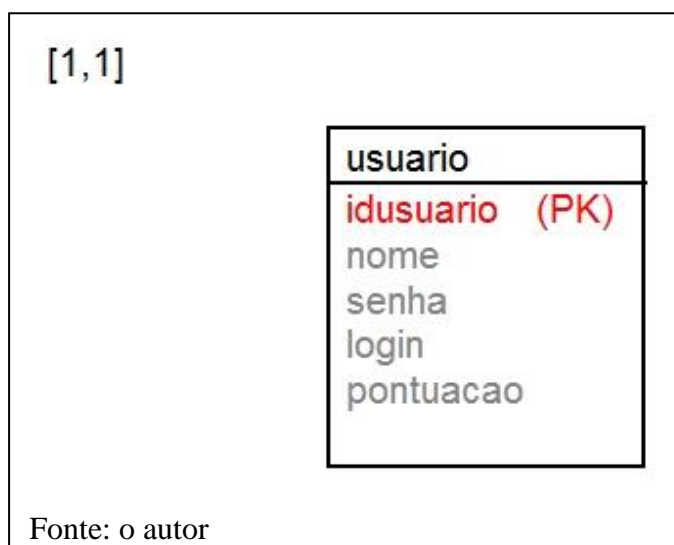 [1,1]
usuario
idusuario (PK)
nome
senha
login
pontuacao
Fonte: o autor